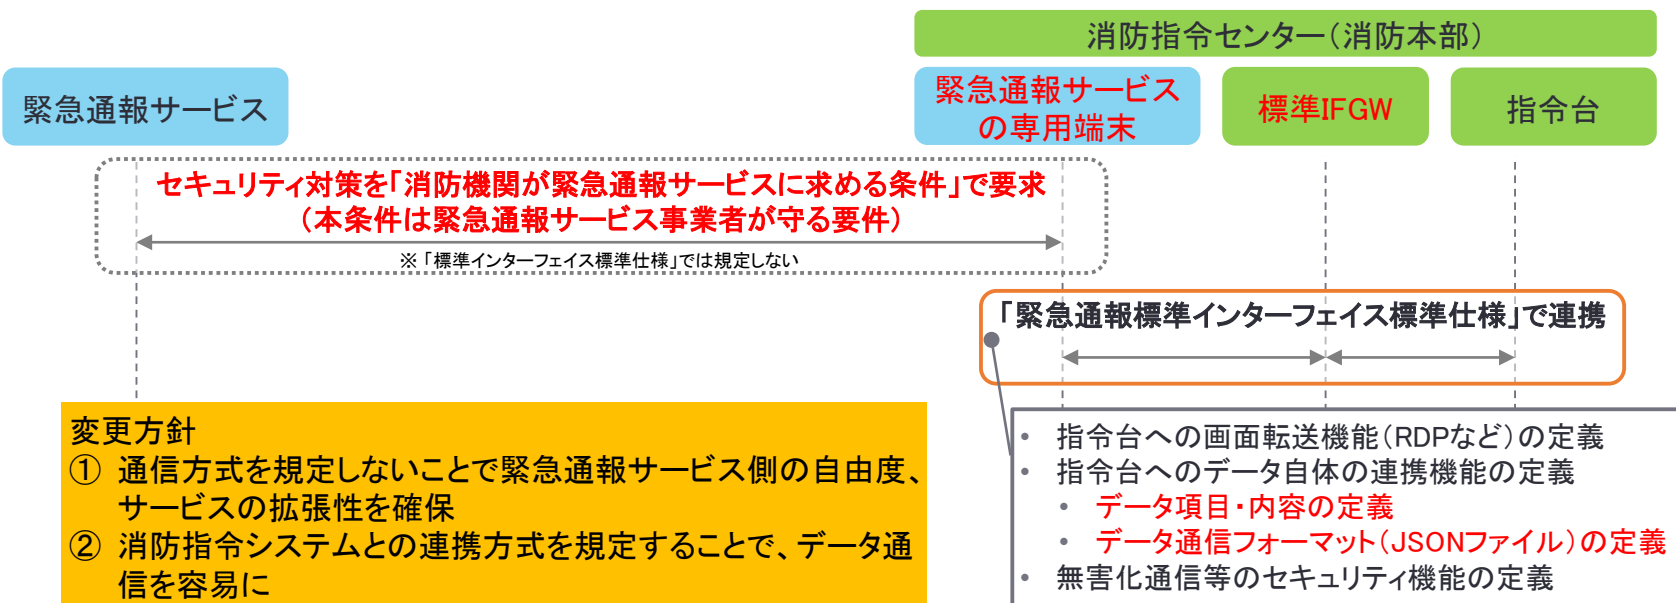 消防指令センター（消防本部）
緊急通報サービス
緊急通報サービス
の専用端末
標準IFGW
指令台
セキュリティ対策を「消防機関が緊急通報サービスに求める条件」で要求
（本条件は緊急通報サービス事業者が守る要件）
※「標準インターフェイス標準仕様」では規定しない
「緊急通報標準インターフェイス標準仕様」で連携
変更方針
① 通信方式を規定しないことで緊急通報サービス側の自由度、
サービスの拡張性を確保
② 消防指令システムとの連携方式を規定することで、データ通
信を容易に
• 指令台への画面転送機能（RDPなど）の定義
• 指令台へのデータ自体の連携機能の定義
• データ項目・内容の定義
• データ通信フォーマット（JSONファイル）の定義
• 無害化通信等のセキュリティ機能の定義